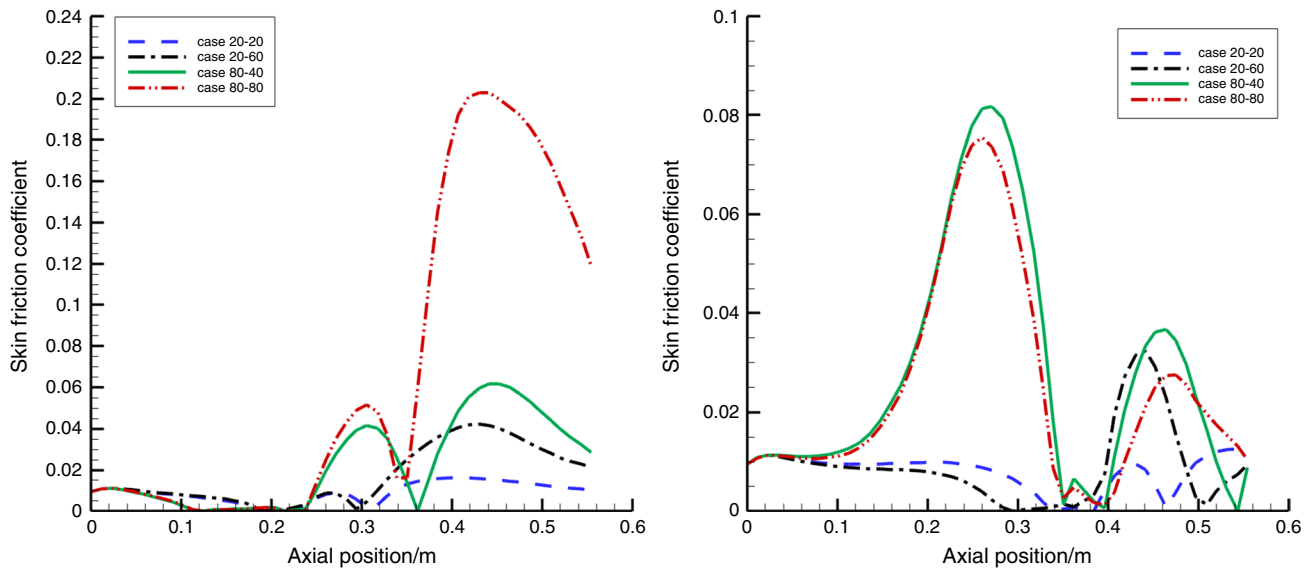 0.24
0.22
0.2
0.18
0.16
0.14
0.12
0.1
0.08
0.06
0.04
0.02
0
0 0.1 0.2 0.3 0.4 0.5 0.6
Skin friction coefficient
Axial position/m
case 20-20
case 20-60
case 80-40
case 80-80
0.1
0.08
0.06
0.04
0.02
0
0 0.1 0.2 0.3 0.4 0.5 0.6
Skin friction coefficient
Axial position/m
case 20-20
case 20-60
case 80-40
case 80-80